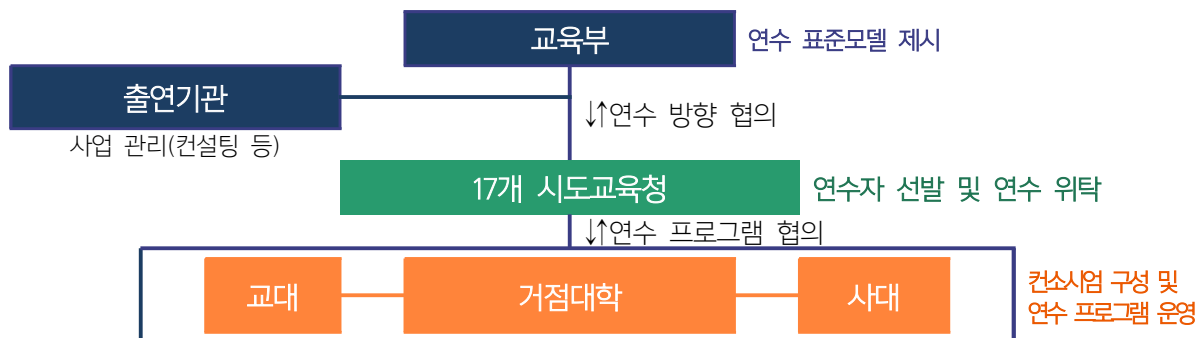 교육부
연수 표준모델 제시
출연기관
사업 관리(컨설팅 등)
↓↑연수 방향 협의
17개 시도교육청
연수자 선발 및 연수 위탁
↓↑연수 프로그램 협의
교대
거점대학
사대
컨소시엄 구성 및
연수 프로그램 운영